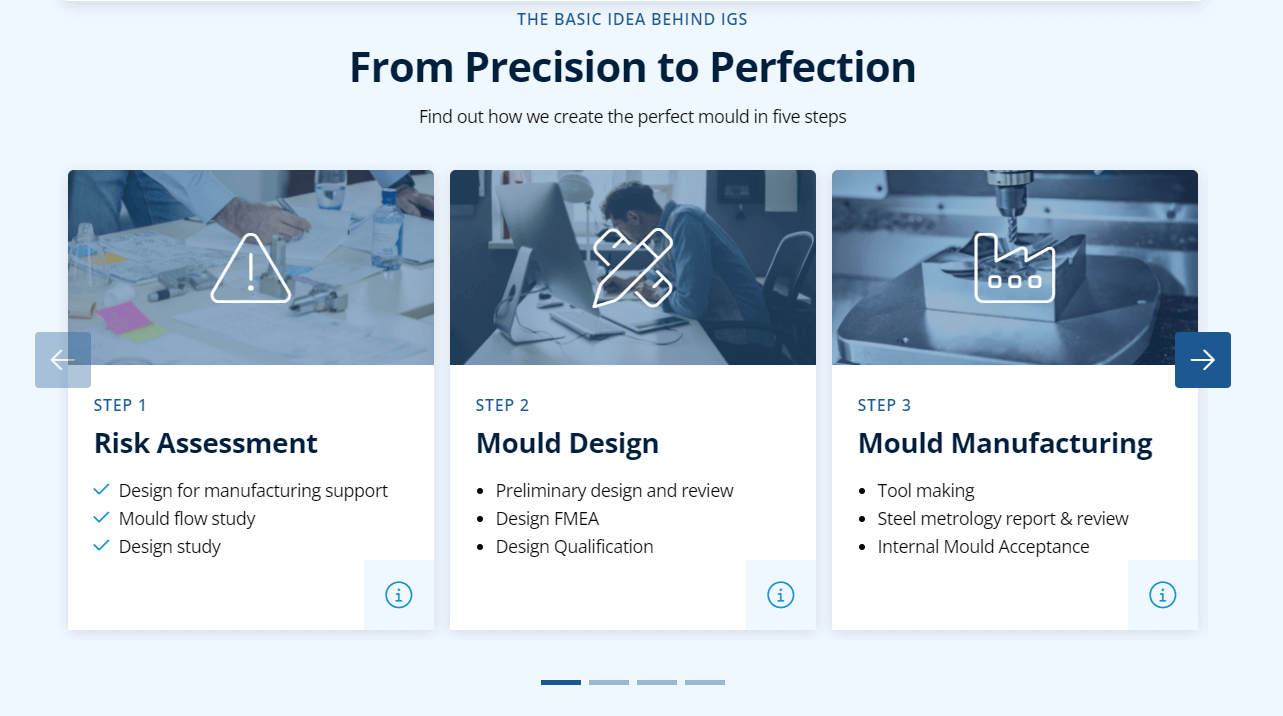 THE BASIC IDEA BEHIND IGS
From Precision to Perfection
Find out how we create the perfect mould in five steps
STEP 1
Risk Assessment
Design for manufacturing support
Mould flow study
Design study
STEP 2
Mould Design
Preliminary design and review
Design FMEA
Design Qualification
STEP 3
Mould Manufacturing
Tool making
Steel metrology report & review
Internal Mould Acceptance